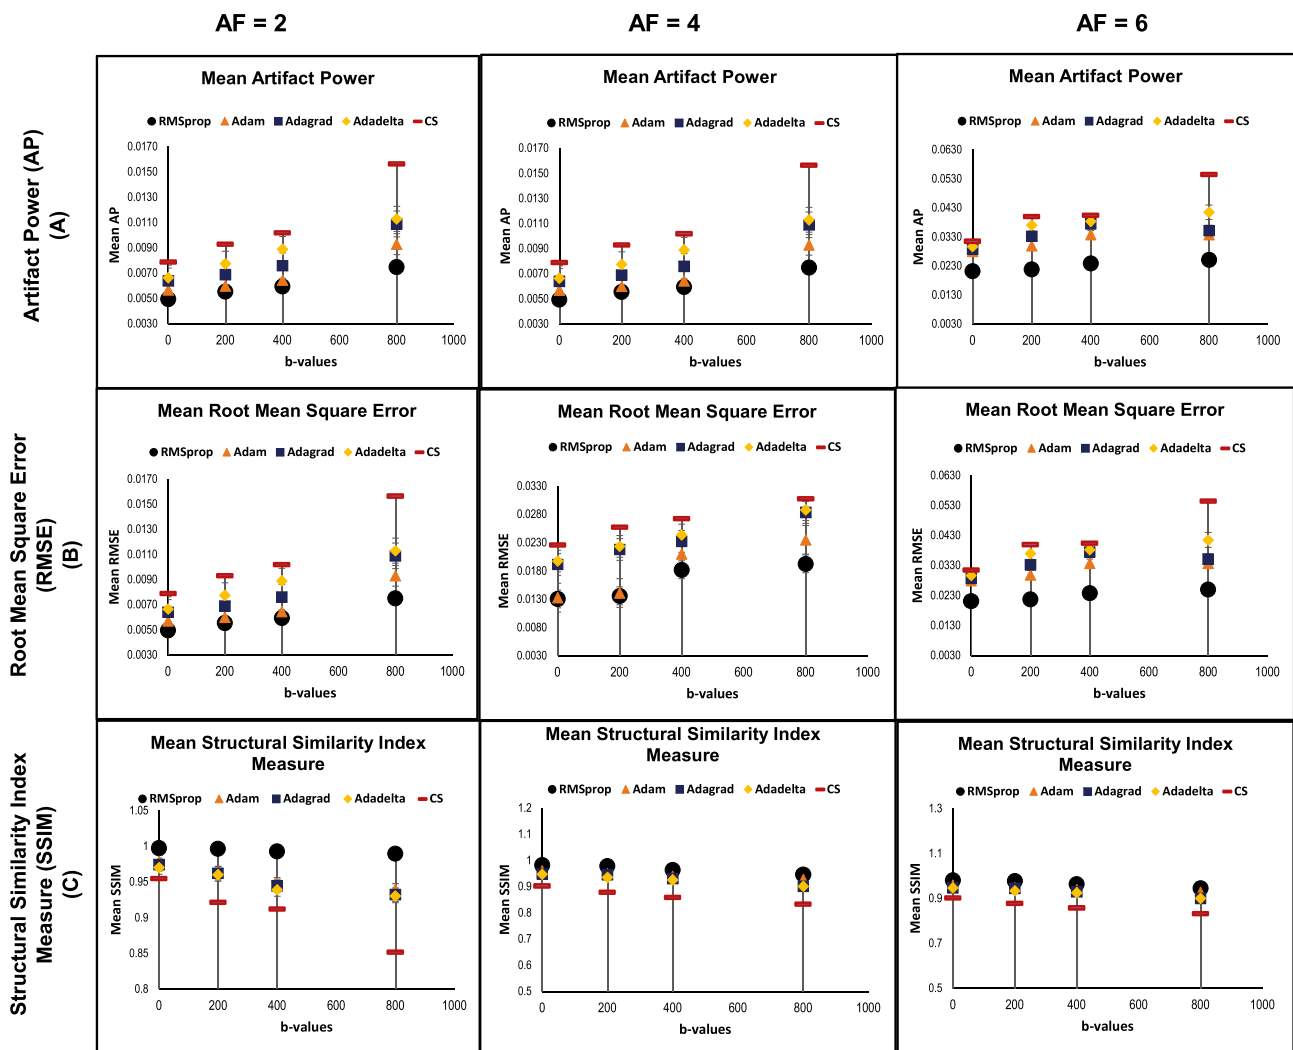 AF = 2
AF = 4
AF = 6
Artifact Power (AP)
(A)
Mean Artifact Power
RMSprop Adam Adagrad Adadelta CS
Mean AP
0.0170
0.0150
0.0130
0.0110
0.0090
0.0070
0.0050
0.0030
0 200 400 600 800 1000
b-values
Mean Artifact Power
RMSprop Adam Adagrad Adadelta CS
Mean AP
0.0170
0.0150
0.0130
0.0110
0.0090
0.0070
0.0050
0.0030
0 200 400 600 800 1000
b-values
Mean Artifact Power
RMSprop Adam Adagrad Adadelta CS
Mean AP
0.0630
0.0530
0.0430
0.0330
0.0230
0.0130
0.0030
0 200 400 600 800 1000
b-values
Root Mean Square Error
(RMSE)
(B)
Mean Root Mean Square Error
RMSprop Adam Adagrad Adadelta CS
Mean RMSE
0.0170
0.0150
0.0130
0.0110
0.0090
0.0070
0.0050
0.0030
0 200 400 600 800 1000
b-values
Mean Root Mean Square Error
RMSprop Adam Adagrad Adadelta CS
Mean RMSE
0.0330
0.0280
0.0230
0.0180
0.0130
0.0080
0.0030
0 200 400 600 800 1000
b-values
Mean Root Mean Square Error
RMSprop Adam Adagrad Adadelta CS
Mean RMSE
0.0630
0.0530
0.0430
0.0330
0.0230
0.0130
0.0030
0 200 400 600 800 1000
b-values
Structural Similarity Index
Measure (SSIM)
(C)
Mean Structural Similarity Index
Measure
RMSprop Adam Adagrad Adadelta CS
Mean SSIM
1.05
1
0.95
0.9
0.85
0.8
0 200 400 600 800 1000
b-values
Mean Structural Similarity Index
Measure
RMSprop Adam Adagrad Adadelta CS
Mean SSIM
1.2
1.1
1
0.9
0.8
0.7
0.6
0.5
0 200 400 600 800 1000
b-values
Mean Structural Similarity Index
Measure
RMSprop Adam Adagrad Adadelta CS
Mean SSIM
1.3
1.1
0.9
0.7
0.5
0 200 400 600 800 1000
b-values